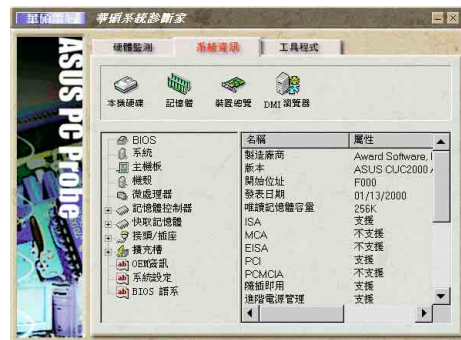 華碩電腦
華碩系統診斷家
ASUS PC Probe
硬體監測
系統資訊
工具程式
本機硬碟
記憶體
裝置總覽
DMI 瀏覽器
BIOS
系統
主機板
機殼
微處理器
記憶體控制器
快取記憶體
接頭/插座
擴充槽
OEM資訊
系統設定
BIOS 語系
名稱 屬性
製造廠商 Award Software, I
版本 ASUS CUC2000
開始位址 F000
發表日期 01/13/2000
唯讀記憶體容量 256K
ISA 支援
MCA 不支援
EISA 不支援
PCI 支援
PCMCIA 不支援
隨插即用 支援
進階電源管理 支援